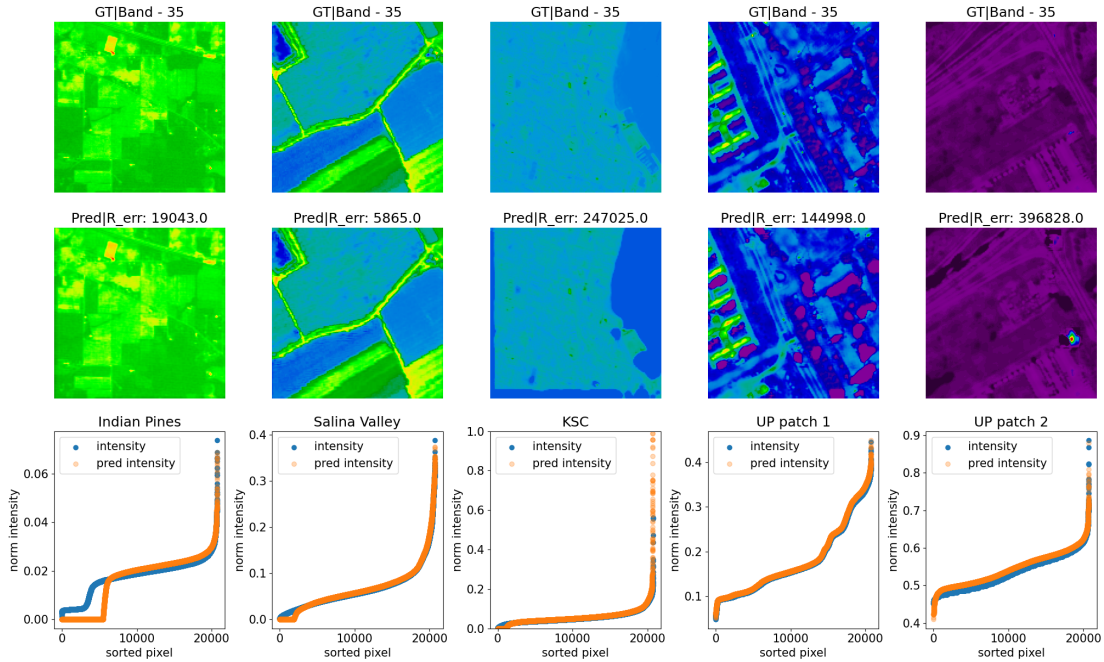 GT|Band - 35
GT|Band - 35
GT|Band - 35
GT|Band - 35
GT|Band - 35
Pred|R_err: 19043.0
Pred|R_err: 5865.0
Pred|R_err: 247025.0
Pred|R_err: 144998.0
Pred|R_err: 396828.0
Indian Pines
norm intensity
0.06
0.04
0.02
0.00
intensity
pred intensity
0
10000
20000
sorted pixel
Salina Valley
norm intensity
0.4
0.3
0.2
0.1
0.0
intensity
pred intensity
0
10000
20000
sorted pixel
KSC
norm intensity
1.0
0.8
0.6
0.4
0.2
0.0
intensity
pred intensity
0
10000
20000
sorted pixel
UP patch 1
norm intensity
0.4
0.3
0.2
0.1
intensity
pred intensity
0
10000
20000
sorted pixel
UP patch 2
norm intensity
0.9
0.8
0.7
0.6
0.5
0.4
intensity
pred intensity
0
10000
20000
sorted pixel